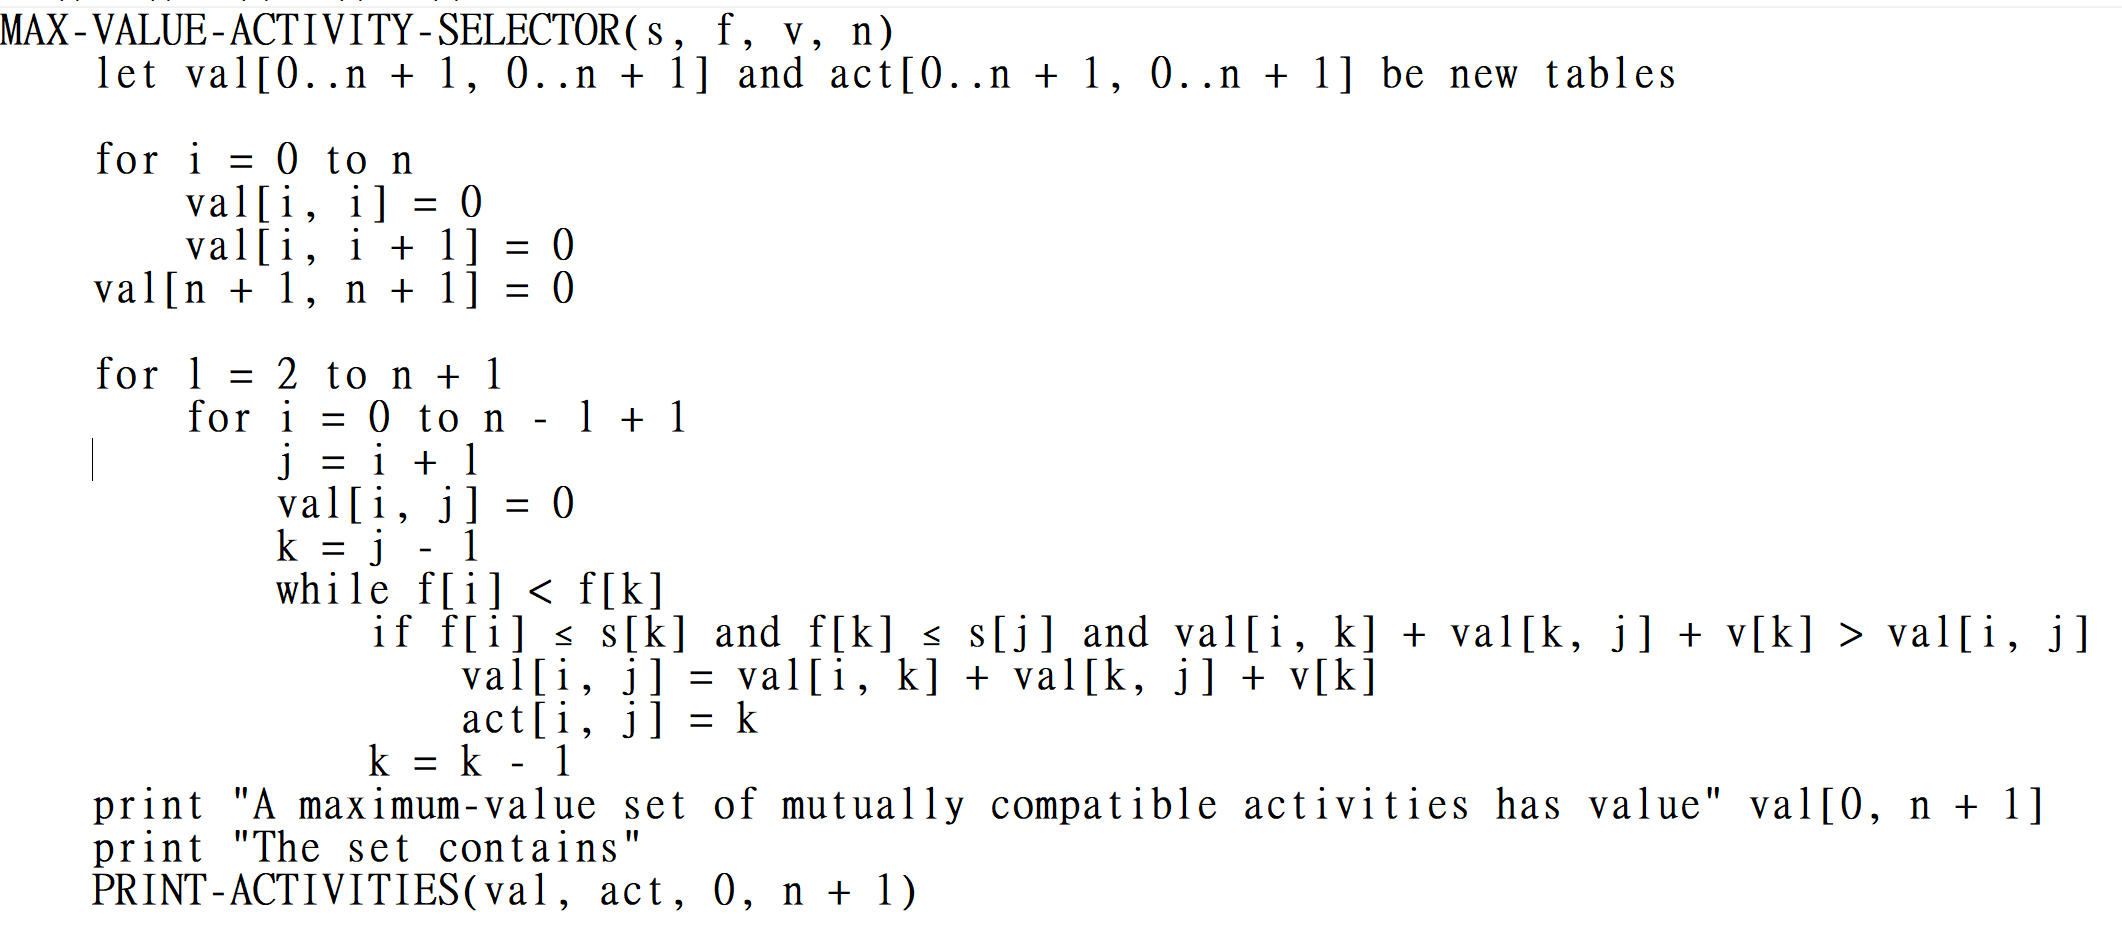 MAX-VALUE-ACTIVITY-SELECTOR(s, f, v, n)
    let val[0..n + 1, 0..n + 1] and act[0..n + 1, 0..n + 1] be new tables

    for i = 0 to n
        val[i, i] = 0
        val[i, i + 1] = 0
    val[n + 1, n + 1] = 0

    for l = 2 to n + 1
        for i = 0 to n - l + 1
            j = i + l
            val[i, j] = 0
            k = j - 1
            while f[i] < f[k]
                if f[i] ≤ s[k] and f[k] ≤ s[j] and val[i, k] + val[k, j] + v[k] > val[i, j]
                    val[i, j] = val[i, k] + val[k, j] + v[k]
                    act[i, j] = k
                k = k - 1
    print "A maximum-value set of mutually compatible activities has value" val[0, n + 1]
    print "The set contains"
    PRINT-ACTIVITIES(val, act, 0, n + 1)